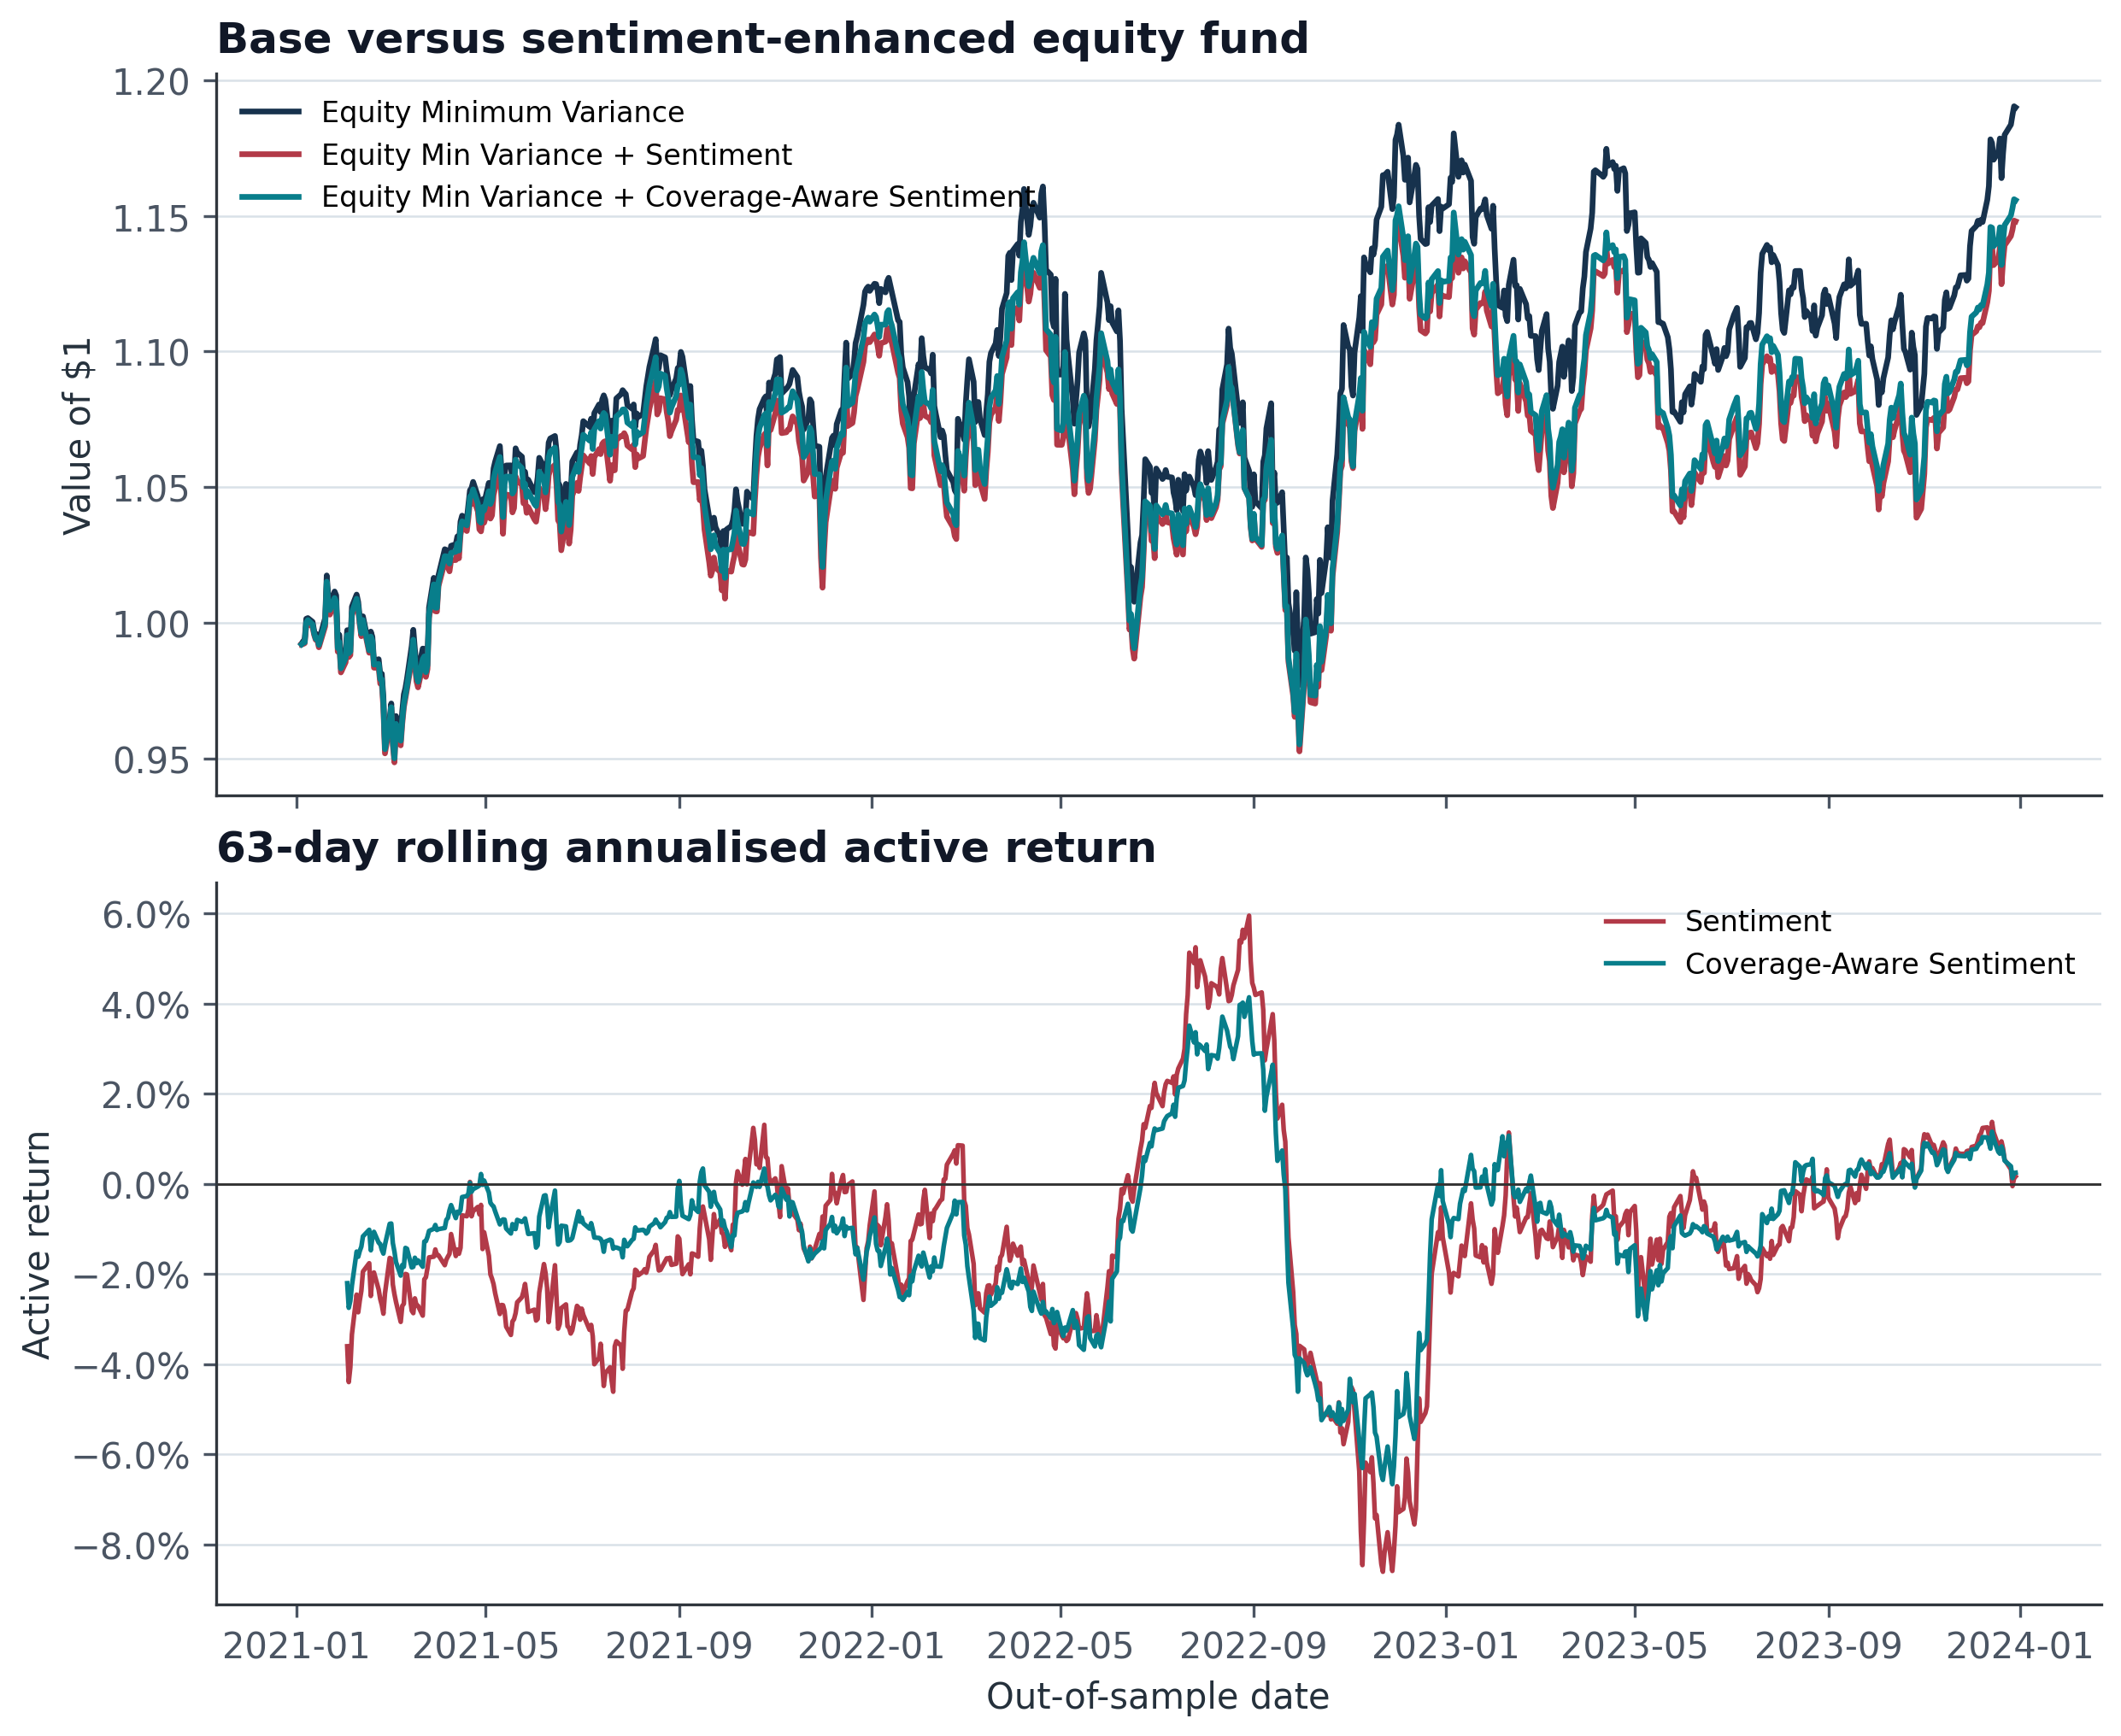 Base versus sentiment-enhanced equity fund
1.20
1.15
1.10
1.05
1.00
0.95
Value of $1
Equity Minimum Variance
Equity Min Variance + Sentiment
Equity Min Variance + Coverage-Aware Sentiment
63-day rolling annualised active return
6.0%
4.0%
2.0%
0.0%
−2.0%
−4.0%
−6.0%
−8.0%
Active return
Sentiment
Coverage-Aware Sentiment
2021-01 2021-05 2021-09 2022-01 2022-05 2022-09 2023-01 2023-05 2023-09 2024-01
Out-of-sample date